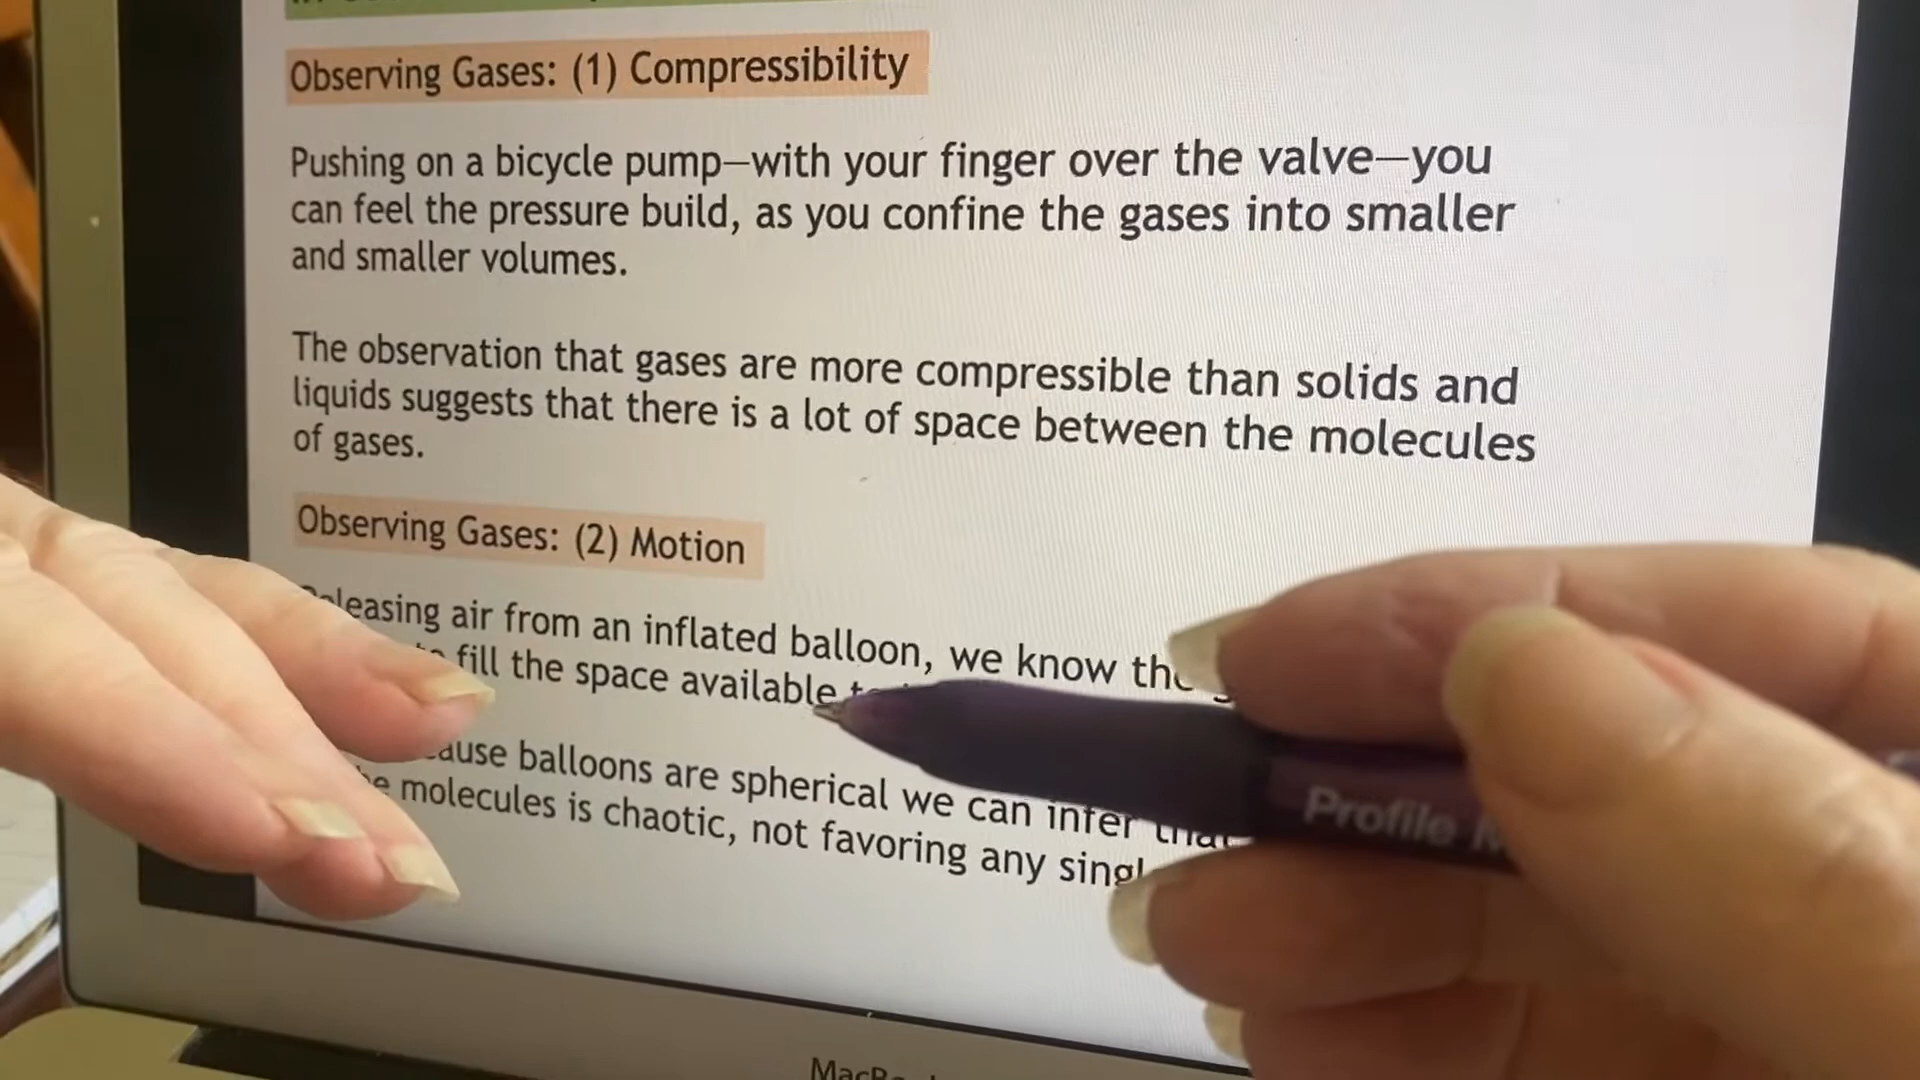 Observing Gases: (1) Compressibility
Pushing on a bicycle pump—with your finger over the valve—you
can feel the pressure build, as you confine the gases into smaller
and smaller volumes.
The observation that gases are more compressible than solids and
liquids suggests that there is a lot of space between the molecules
of gases.
Observing Gases: (2) Motion
Releasing air from an inflated balloon, we know the
fill the space available
balloons are spherical we can infer that
molecules is chaotic, not favoring any
Profile